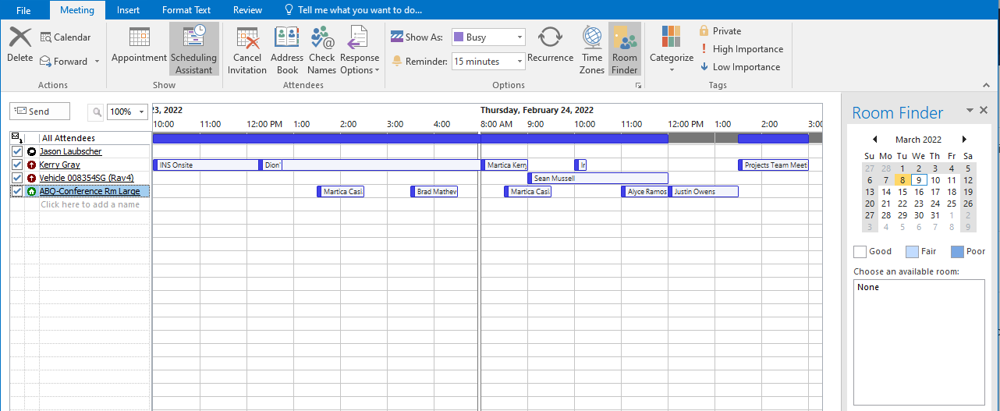 File Meeting Insert Format Text Review Tell me what you want to do...
Delete
Calendar
Forward
Actions
Appointment
Scheduling
Assistant
Show
Cancel
Invitation
Address
Book
Check
Names
Response
Options
Attendees
Show As: Busy
Reminder: 15 minutes
Recurrence
Time
Zones
Room
Finder
Options
Categorize
Private
High Importance
Low Importance
Tags
Send
100%
23, 2022 Thursday, February 24, 2022
10:00 11:00 12:00 PM 1:00 2:00 3:00 4:00 8:00 AM 9:00 10:00 11:00 12:00 PM 1:00 2:00 3:00
All Attendees
Jason Laubscher
Kerry Gray INS Onsite Dion' Martica Kerry Projects Team Meeti
Vehicle 008354SG (Rav4) Sean Mussell
ABQ-Conference Rm Large Martica Casi Brad Mathew Martica Casi Alyce Ramos Justin Owens
Click here to add a name
Room Finder
March 2022
Su Mo Tu We Th Fr Sa
27 28 1 2 3 4 5
6 7 8 9 10 11 12
13 14 15 16 17 18 19
20 21 22 23 24 25 26
27 28 29 30 31 1 2
3 4 5 6 7 8 9
Good Fair Poor
Choose an available room:
None